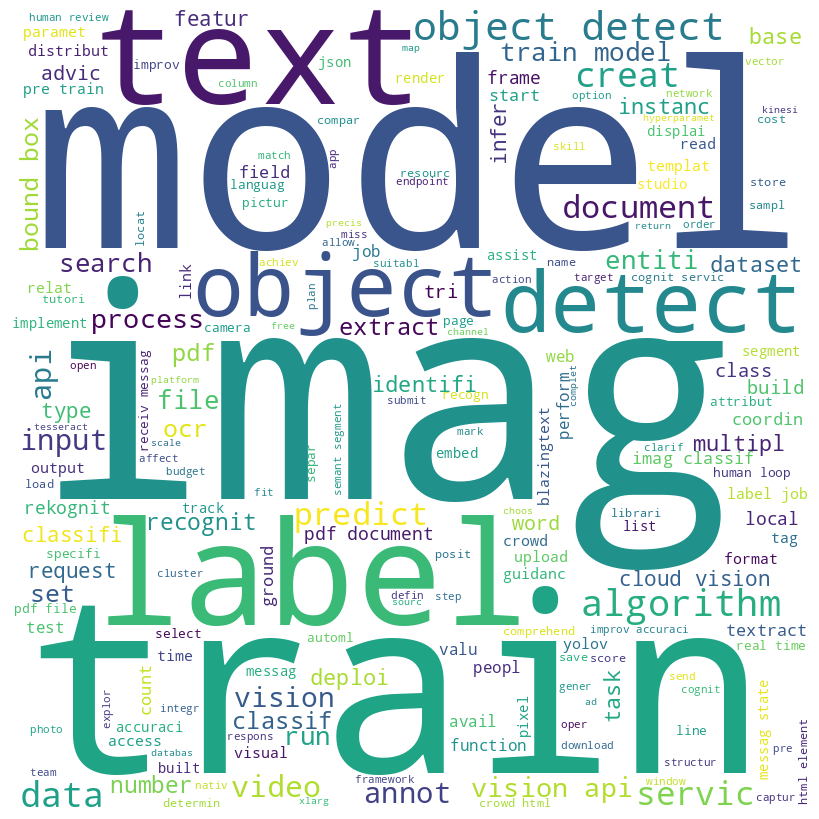 human review
text
featur
object detect
map
paramet
train model
base
distribut
improv
json
column
advic
render
frame
creat
vector
pre train
start
option
network
kinesi
model
compar
infer
instanc
hyperparamet
cost
bound box
app
displai
read
match
resourc
skill
templat
field
languag
endpoint
studio
store
pictur
document
sampl
locat
precis
miss
allow
return
order
search
job
suitabl
assist
entiti
dataset
link
achiev
plan
action
name
target
cognit servic
relat
tutori
object
tri
detect
implement
process
camera
extract
page
free
channel
open
imag
api
pdf
web
segment
platform
identifi
class
type
file
submit
recogn
perform
complet
build
attribut
tesseract
receiv messag
ocr
mark
coordin
input
scale
separ
semant segment
embed
blazingtext
clarif
multipl
output
affect
budget
imag classif
human loop
load
fit
rekognit
track
choos
label job
recognit
predict
word
librari
local
classifi
label
pdf document
list
specifi
posit
crowd
upload
format
tag
request
ground
cluster
guidanc
cloud vision
set
defin
step
algorithm
pdf file
sourc
test
select
automl
comprehend
improv accuraci
textract
train
time
valu
yolov
real time
messag
peopl
save
score
count
deploi
gener
send
explor
integr
vision
avail
task
cognit
messag state
accuraci
classif
pixel
ad
photo
access
respons
run
function
oper
line
databas
visual
download
pre
built
structur
team
nativ
framework
window
html element
data
number
video
annot
vision api
servic
captur
determin
xlarg
crowd html